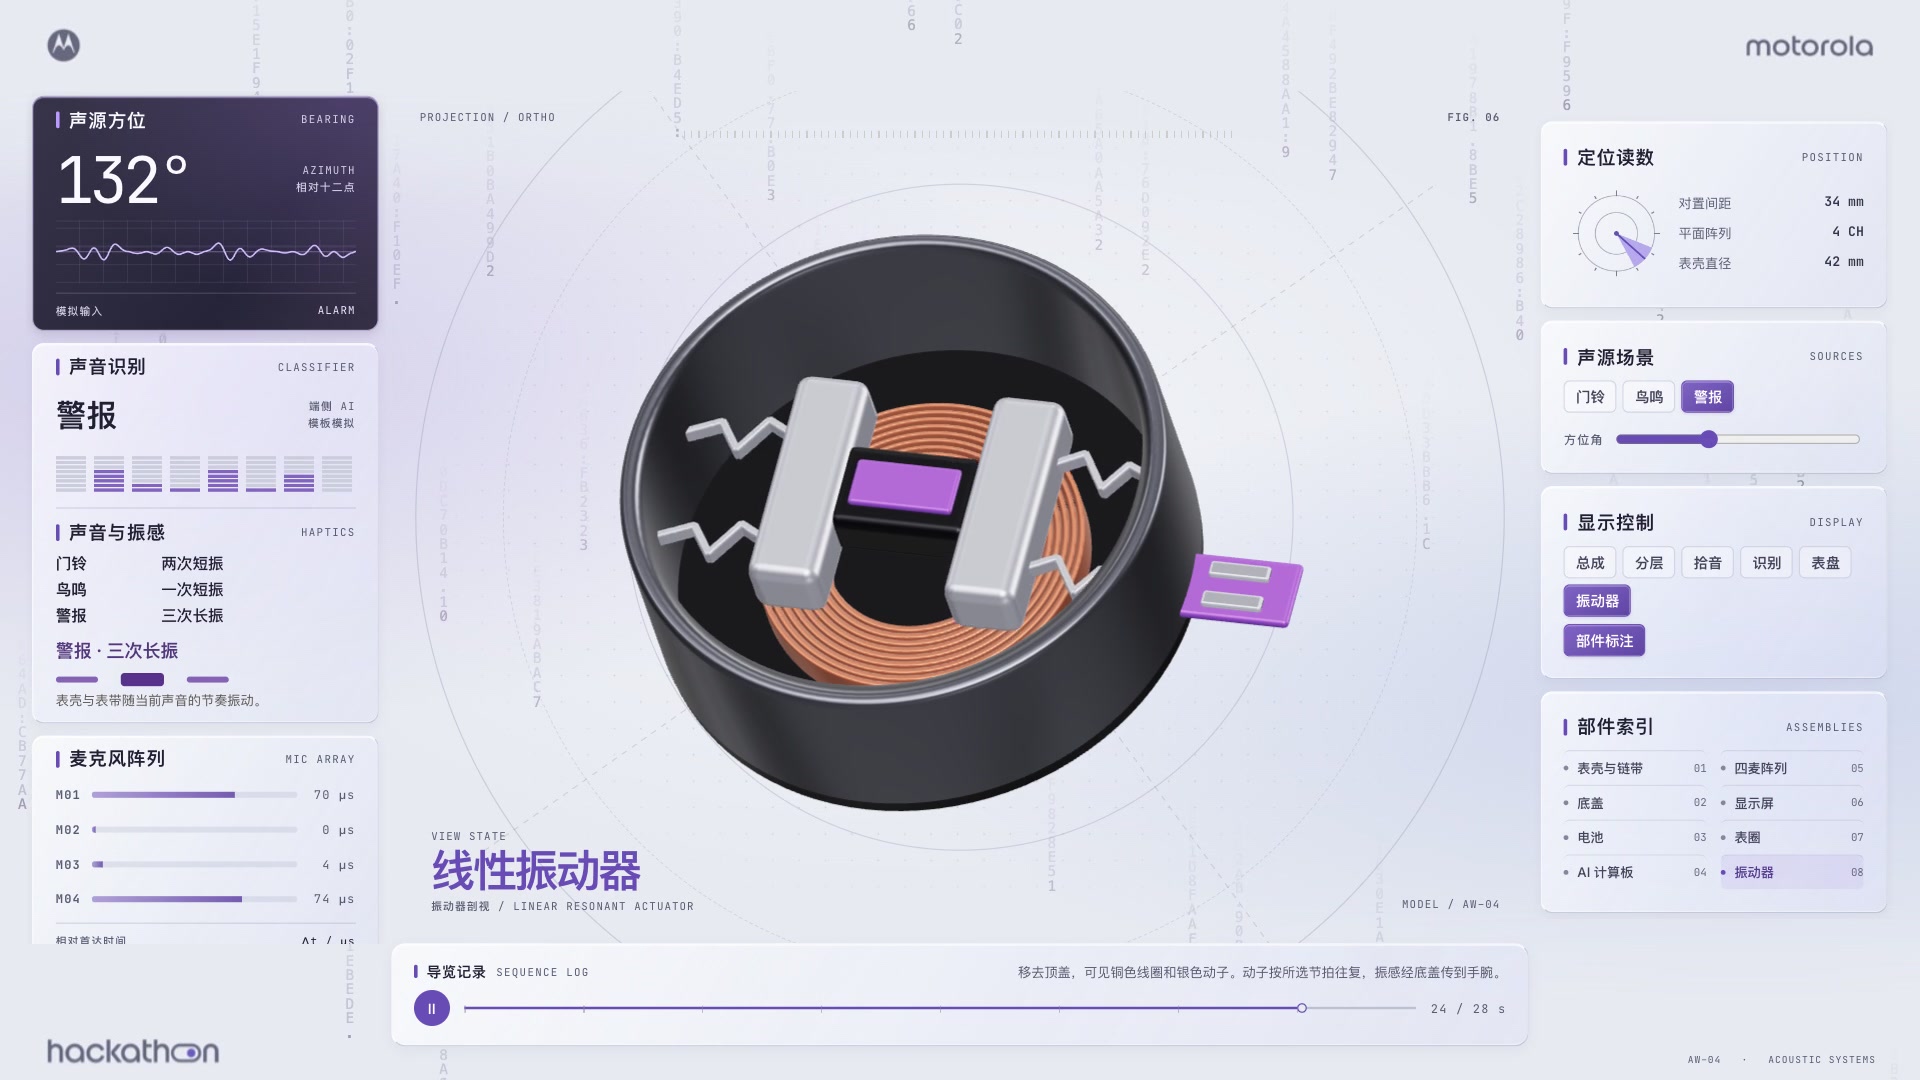 motorola
声源方位 BEARING
132°
AZIMUTH
相对十二点
模拟输入 ALARM
声音识别 CLASSIFIER
警报
端侧 AI
模板模拟
声音与振感 HAPTICS
门铃 两次短振
鸟鸣 一次短振
警报 三次长振
警报 · 三次长振
表壳与表带随当前声音的节奏振动。
麦克风阵列 MIC ARRAY
M01 70 μs
M02 0 μs
M03 4 μs
M04 74 μs
相对首达时间 Δt / μs
PROJECTION / ORTHO
FIG. 06
VIEW STATE
线性振动器
振动器剖视 / LINEAR RESONANT ACTUATOR
MODEL / AW-04
导览记录 SEQUENCE LOG
移去顶盖，可见铜色线圈和银色动子。动子按所选节拍往复，振感经底盖传到手腕。
24 / 28 s
定位读数 POSITION
对置间距 34 mm
平面阵列 4 CH
表壳直径 42 mm
声源场景 SOURCES
门铃 鸟鸣 警报
方位角
显示控制 DISPLAY
总成 分层 拾音 识别 表盘
振动器
部件标注
部件索引 ASSEMBLIES
表壳与链带 01 四麦阵列 05
底盖 02 显示屏 06
电池 03 表圈 07
AI 计算板 04 振动器 08
hackathon
AW-04 · ACOUSTIC SYSTEMS